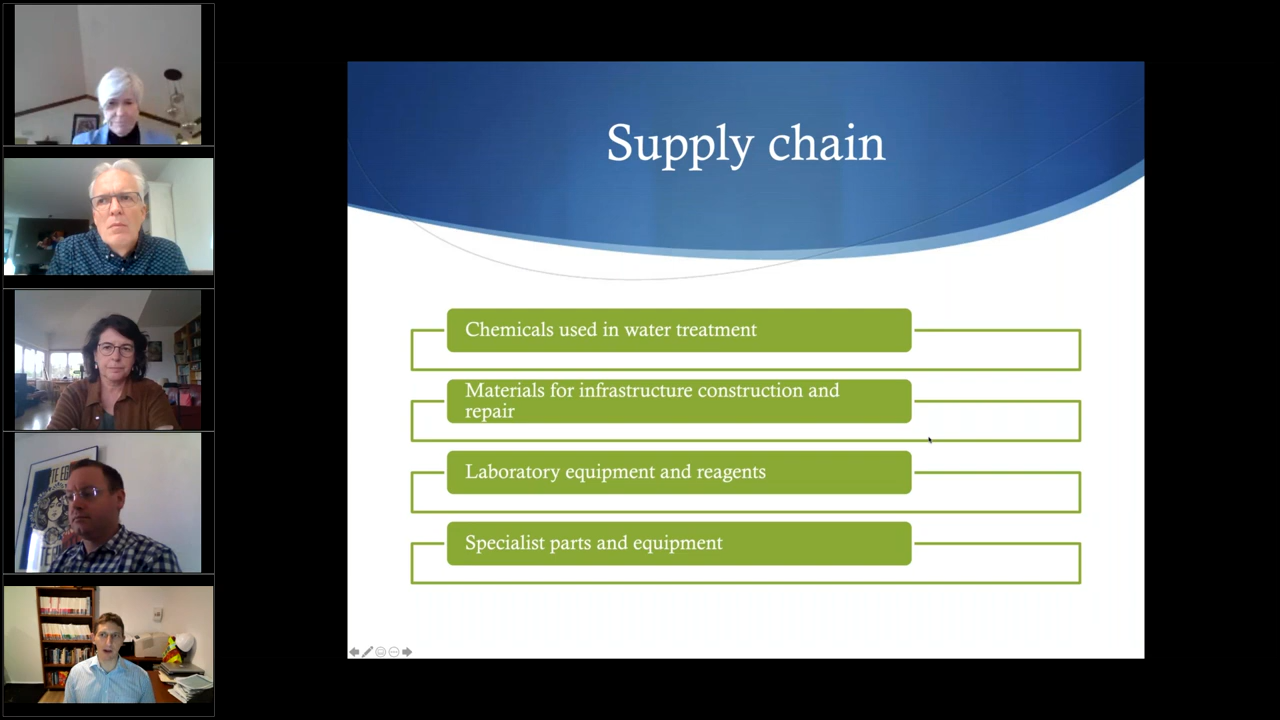 Supply chain
Chemicals used in water treatment
Materials for infrastructure construction and
repair
Laboratory equipment and reagents
Specialist parts and equipment